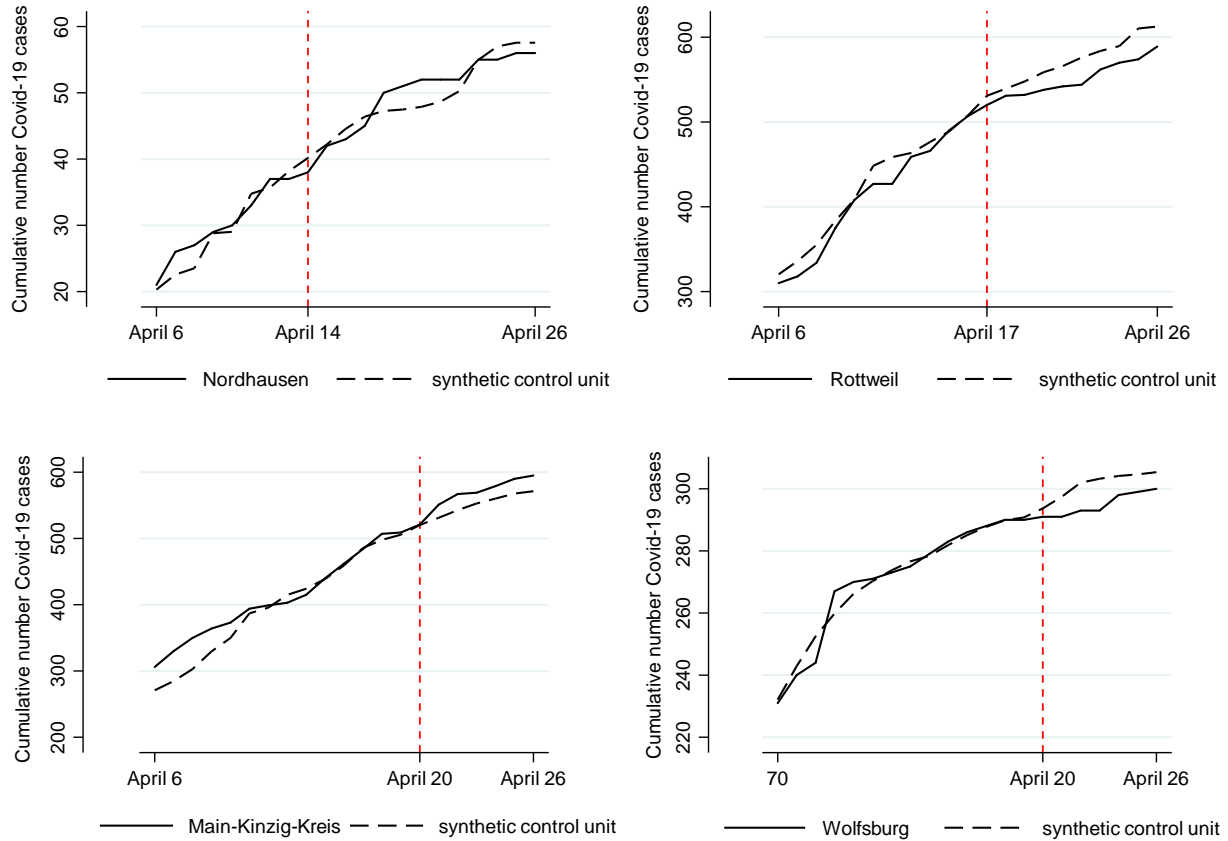 Cumulative number Covid-19 cases
60
50
40
30
20
April 6
April 14
April 26
Nordhausen
synthetic control unit
Cumulative number Covid-19 cases
600
500
400
300
April 6
April 17
April 26
Rottweil
synthetic control unit
Cumulative number Covid-19 cases
600
500
400
300
200
April 6
April 20
April 26
Main-Kinzig-Kreis
synthetic control unit
Cumulative number Covid-19 cases
300
280
260
240
220
70
April 20
April 26
Wolfsburg
synthetic control unit